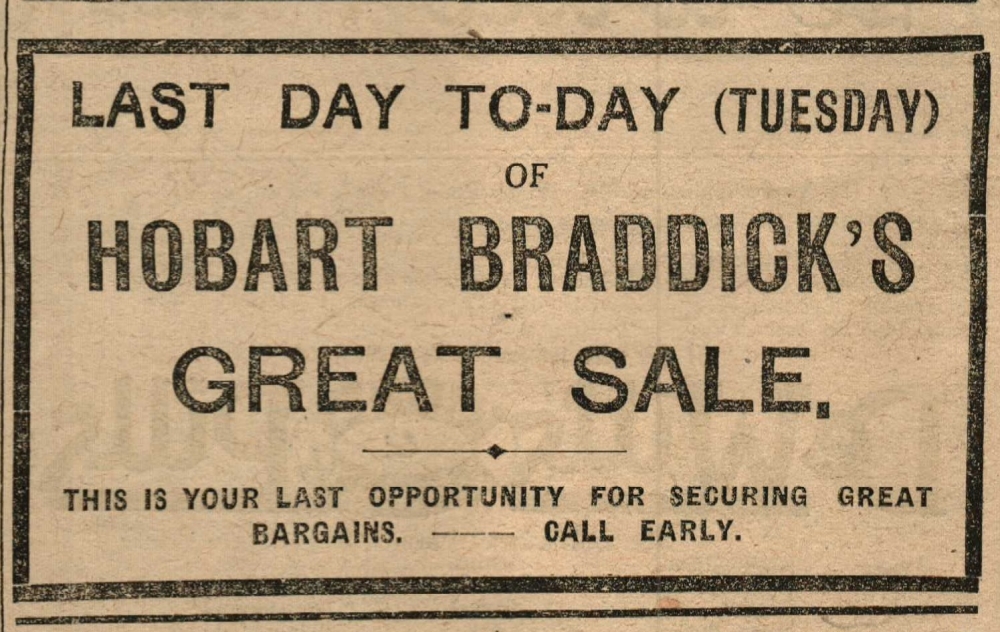 LAST DAY TO-DAY (TUESDAY)
OF
HOBART BRADDICK'S
GREAT SALE.
THIS IS YOUR LAST OPPORTUNITY FOR SECURING GREAT
BARGAINS. —— CALL EARLY.